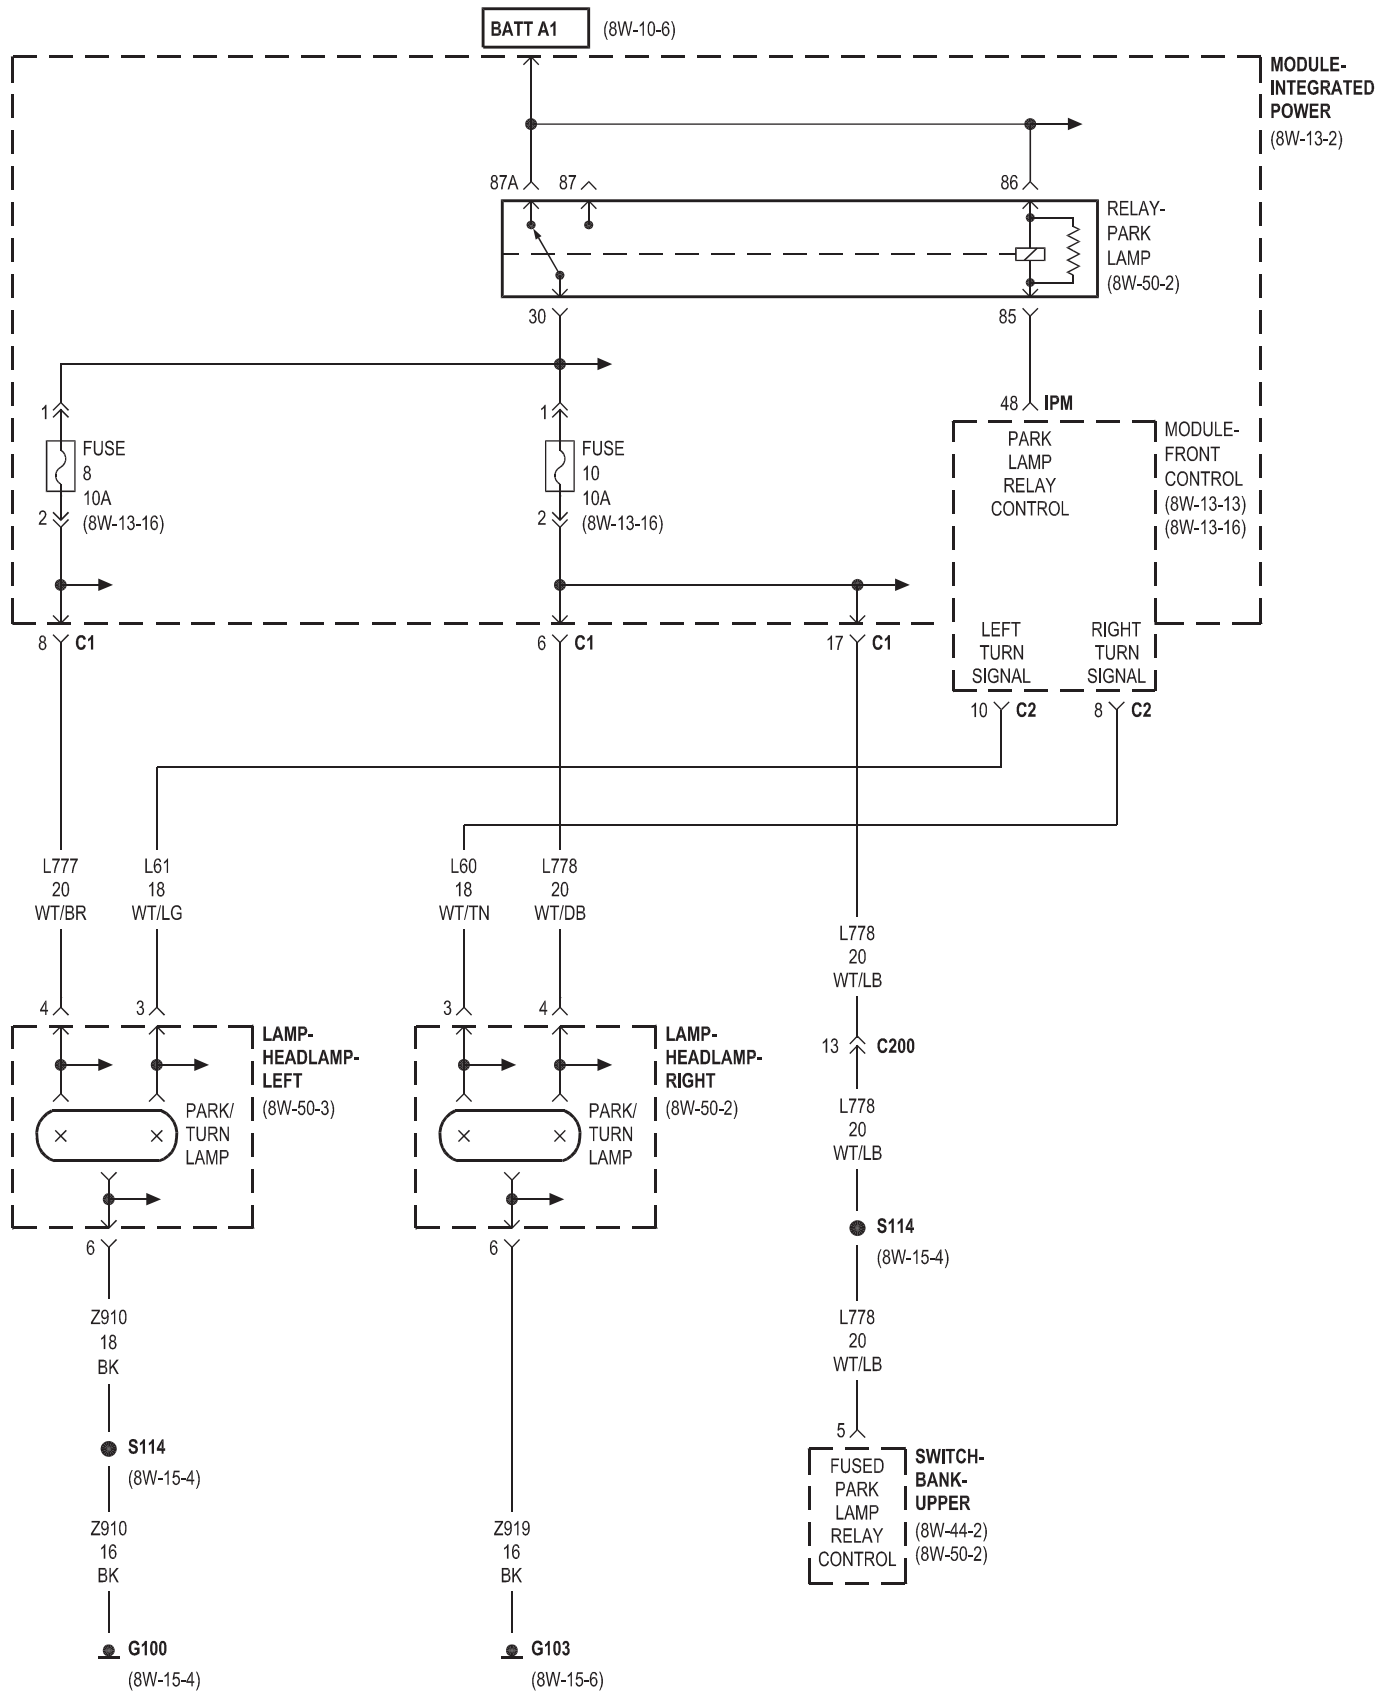 BATT A1 (8W-10-6)
MODULE-
INTEGRATED
POWER
(8W-13-2)
87A 87 86
RELAY-
PARK
LAMP
(8W-50-2)
30 85
48 IPM
1 1
FUSE
8
10A
(8W-13-16)
2
FUSE
10
10A
(8W-13-16)
2
PARK
LAMP
RELAY
CONTROL
MODULE-
FRONT
CONTROL
(8W-13-13)
(8W-13-16)
LEFT
TURN
SIGNAL
RIGHT
TURN
SIGNAL
8 C1
6 C1
17 C1
10 C2
8 C2
L777
20
WT/BR
L61
18
WT/LG
L60
18
WT/TN
L778
20
WT/DB
L778
20
WT/LB
4 3
3 4
13 C200
LAMP-
HEADLAMP-
LEFT
(8W-50-3)
PARK/
TURN
LAMP
LAMP-
HEADLAMP-
RIGHT
(8W-50-2)
PARK/
TURN
LAMP
L778
20
WT/LB
S114
(8W-15-4)
6 6
Z910
18
BK
L778
20
WT/LB
S114
(8W-15-4)
5
FUSED
PARK
LAMP
RELAY
CONTROL
SWITCH-
BANK-
UPPER
(8W-44-2)
(8W-50-2)
Z910
16
BK
Z919
16
BK
G100
(8W-15-4)
G103
(8W-15-6)